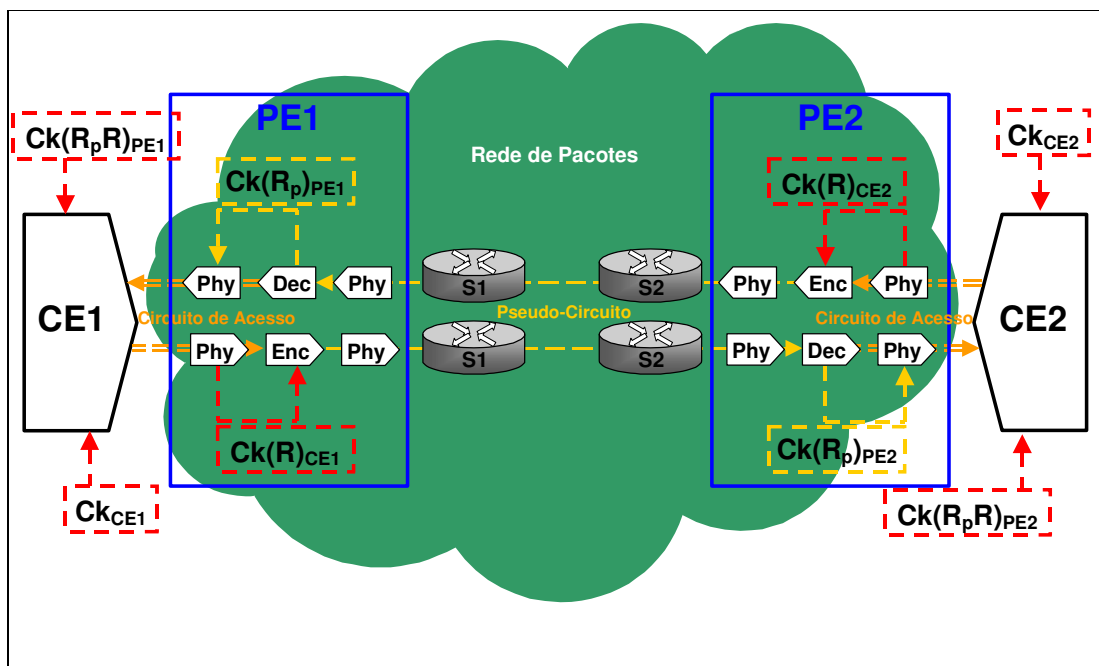 PE1
PE2
Ck(RpR)PE1
CkCE2
Rede de Pacotes
Ck(Rp)PE1
Ck(R)CE2
Phy
Dec
Phy
S1
S2
Phy
Enc
Phy
CE1
Circuito de Acesso
Pseudo-Circuito
Circuito de Acesso
CE2
Phy
Enc
Phy
S1
S2
Phy
Dec
Phy
Ck(R)CE1
Ck(Rp)PE2
CkCE1
Ck(RpR)PE2